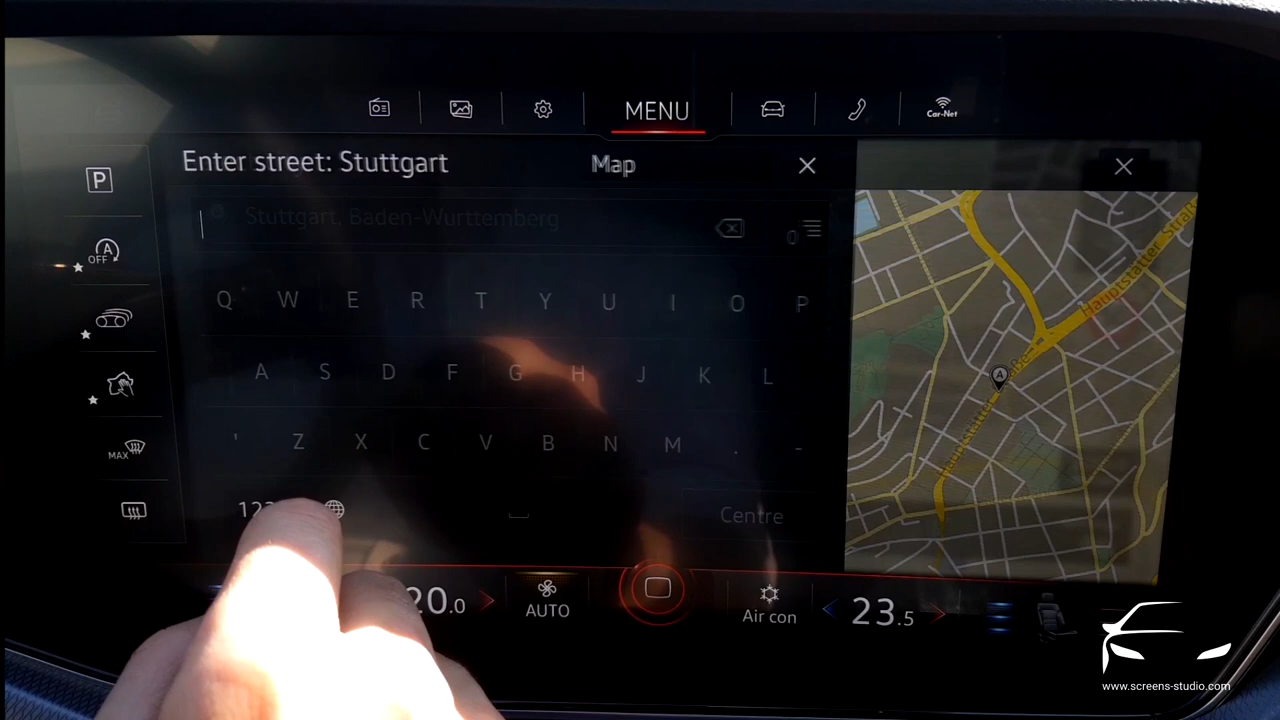 MENU
Car-Net
Enter street: Stuttgart
Map
Stuttgart, Baden-Wurttemberg
0
P
A
OFF
MAX
Q W E R T Y U I O P
A S D F G H J K L
' Z X C V B N M . -
Centre
Hauptstätter Straße
A
20.0
AUTO
Air con
23.5
www.screens-studio.com